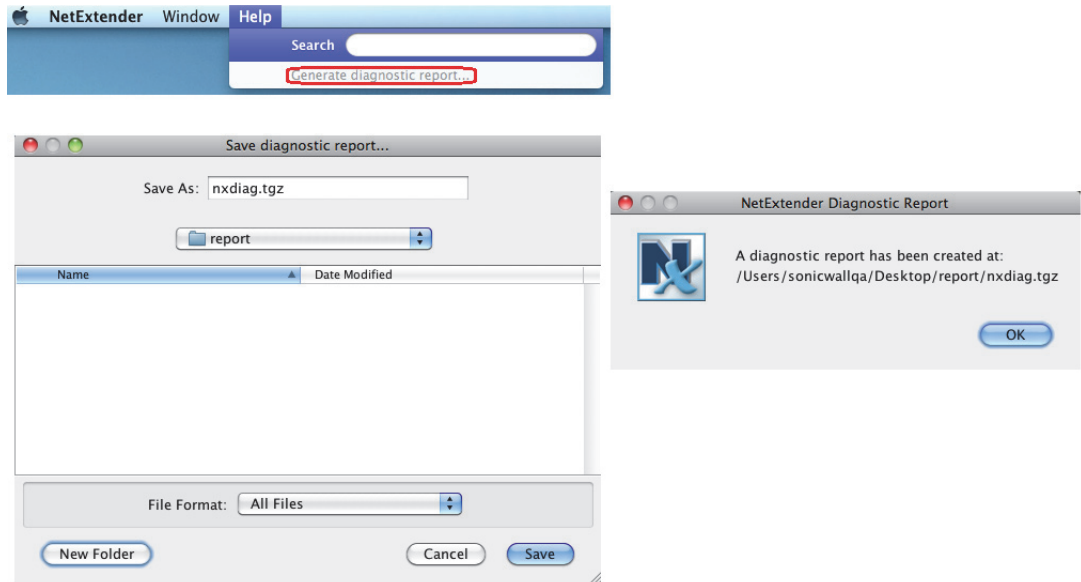 NetExtender Window Help
Search
Generate diagnostic report...
Save diagnostic report...
Save As: nxdiag.tgz
report
Name Date Modified
File Format: All Files
New Folder Cancel Save
NetExtender Diagnostic Report
Nx
A diagnostic report has been created at:
/Users/sonicwallqa/Desktop/report/nxdiag.tgz
OK